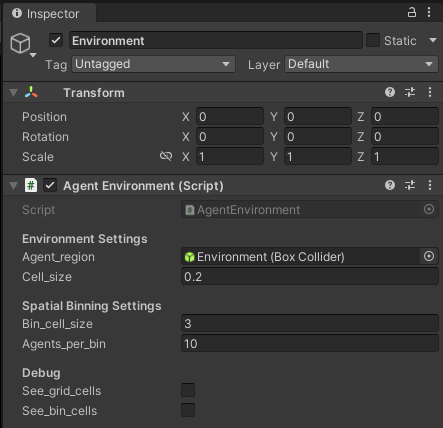 Inspector
Environment Static
Tag Untagged Layer Default
Transform
Position X 0 Y 0 Z 0
Rotation X 0 Y 0 Z 0
Scale X 1 Y 1 Z 1
# Agent Environment (Script)
Script # AgentEnvironment
Environment Settings
Agent_region Environment (Box Collider)
Cell_size 0.2
Spatial Binning Settings
Bin_cell_size 3
Agents_per_bin 10
Debug
See_grid_cells
See_bin_cells